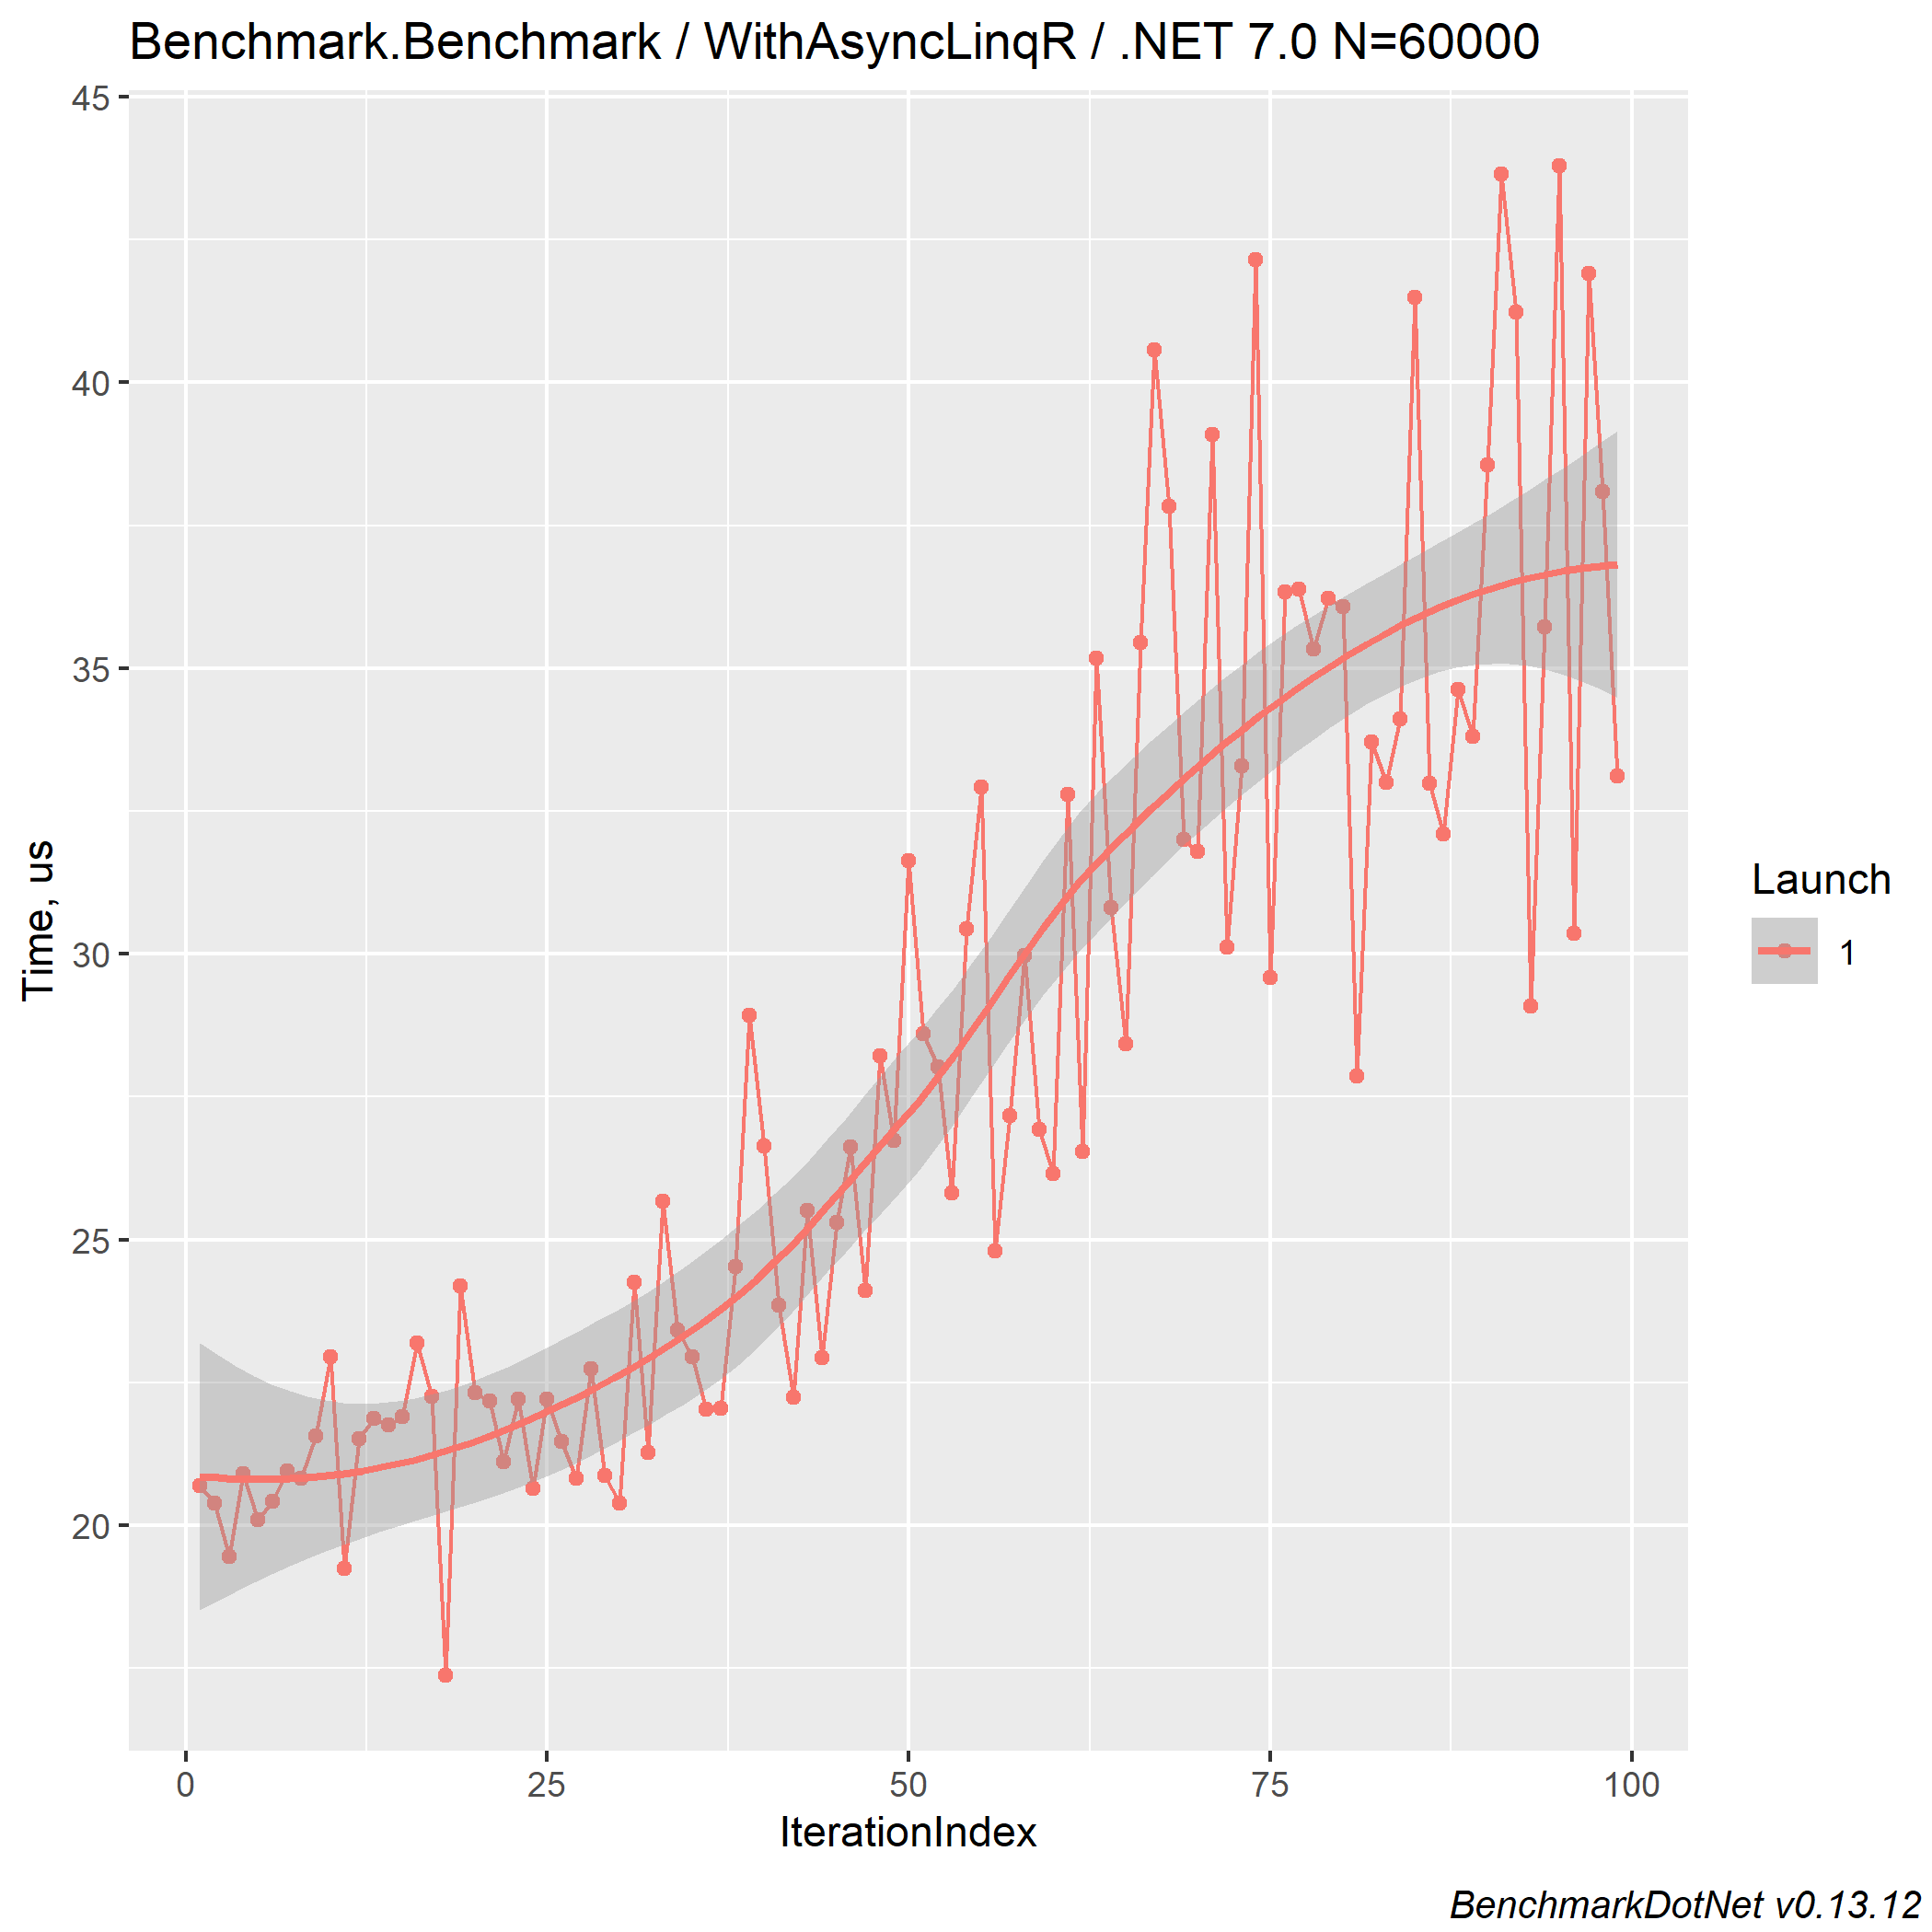 Benchmark.Benchmark / WithAsyncLinqR / .NET 7.0 N=60000
45
40
35
30
25
20
Time, us
0 25 50 75 100
IterationIndex
Launch
1
BenchmarkDotNet v0.13.12